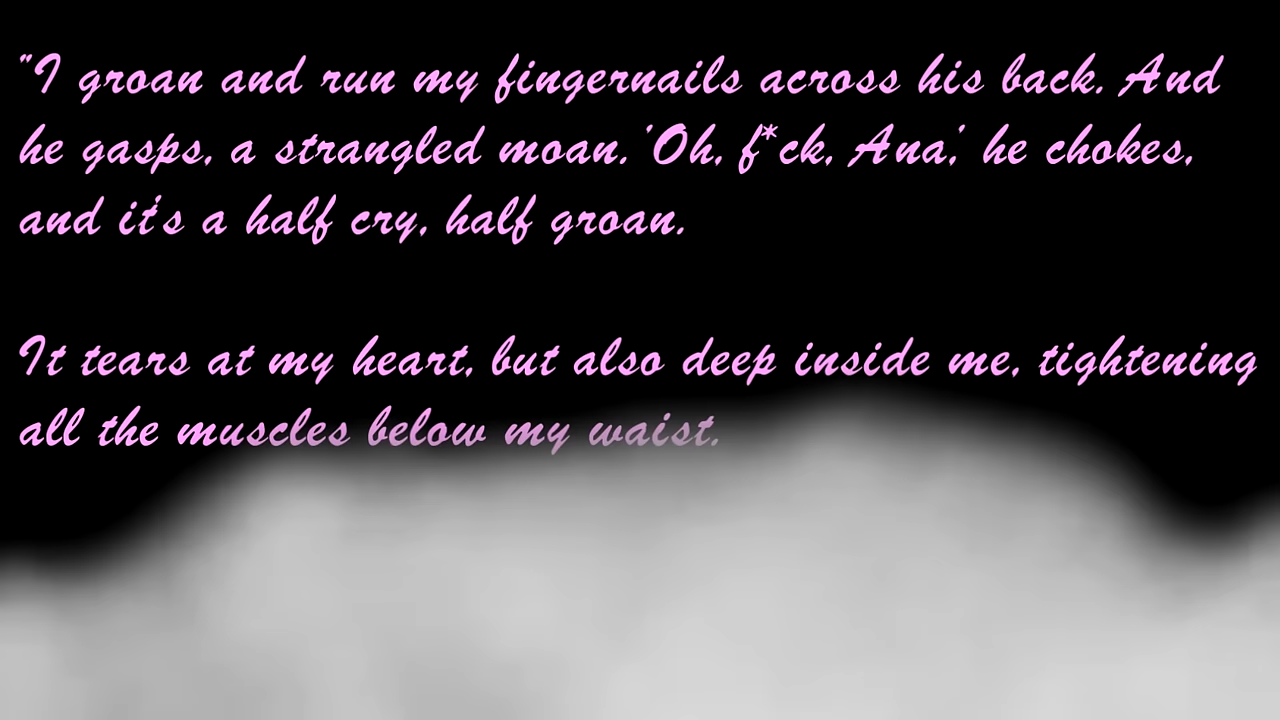 "I groan and run my fingernails across his back. And
he gasps, a strangled moan. 'Oh, f*ck, Ana,' he chokes,
and it's a half cry, half groan.
It tears at my heart, but also deep inside me, tightening
all the muscles below my waist.